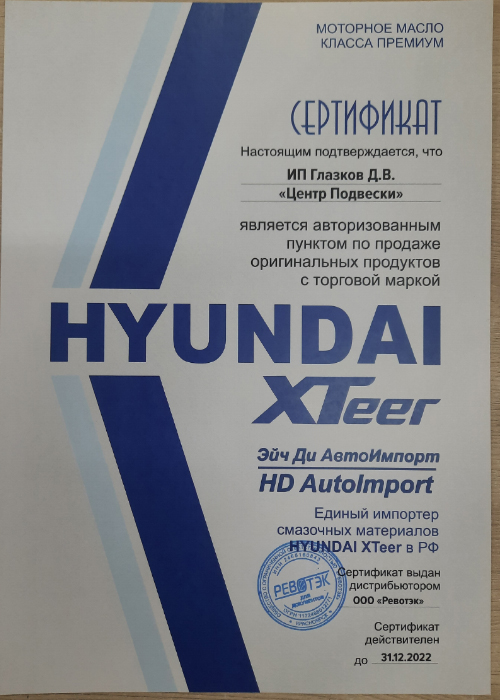 МОТОРНОЕ МАСЛО
КЛАССА ПРЕМИУМ
СЕРТИФИКАТ
Настоящим подтверждается, что
ИП Глазков Д.В.
«Центр Подвески»
является авторизованным
пунктом по продаже
оригинальных продуктов
с торговой маркой
HYUNDAI
XTeer
Эйч Ди АвтоИмпорт
HD AutoImport
Единый импортер
смазочных материалов
HYUNDAI XTeer в РФ
РЕВОТЭК
ДЛЯ
ДОКУМЕНТОВ
Сертификат выдан
дистрибьютором
ООО «Ревотэк»
Сертификат
действителен
до 31.12.2022